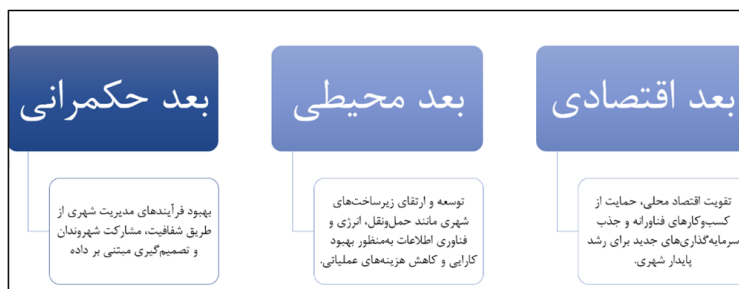 بعد اقتصادی
تقویت اقتصاد محلی، حمایت از
کسب‌وکارهای فناورانه و جذب
سرمایه‌گذاری‌های جدید برای رشد
پایدار شهری.
بعد محیطی
توسعه و ارتقای زیرساخت‌های
شهری مانند حمل‌ونقل، انرژی و
فناوری اطلاعات به‌منظور بهبود
کارایی و کاهش هزینه‌های عملیاتی.
بعد حکمرانی
بهبود فرآیندهای مدیریت شهری از
طریق شفافیت، مشارکت شهروندان
و تصمیم‌گیری مبتنی بر داده